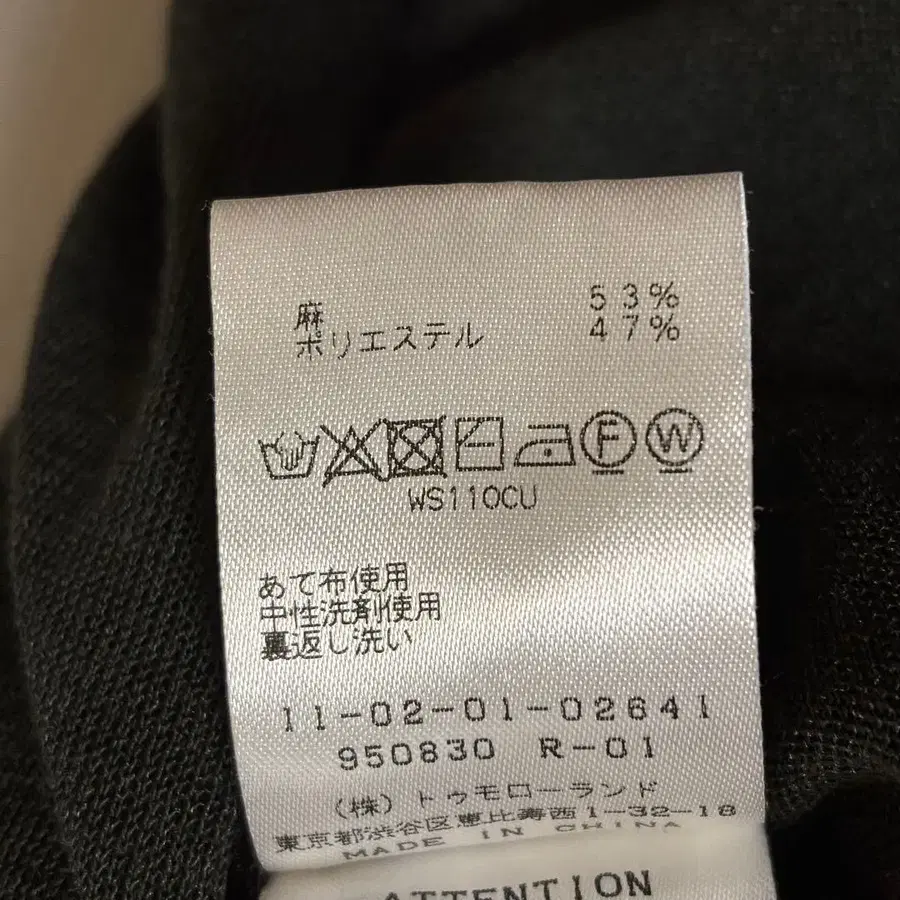 麻 53%
ポリエステル 47%
F W
WS110CU
あて布使用
中性洗剤使用
裏返し洗い
11-02-01-02641
950830 R-01
(株)トゥモローランド
東京都渋谷区恵比寿西1-32-18
MADE IN CHINA
ATTENTION